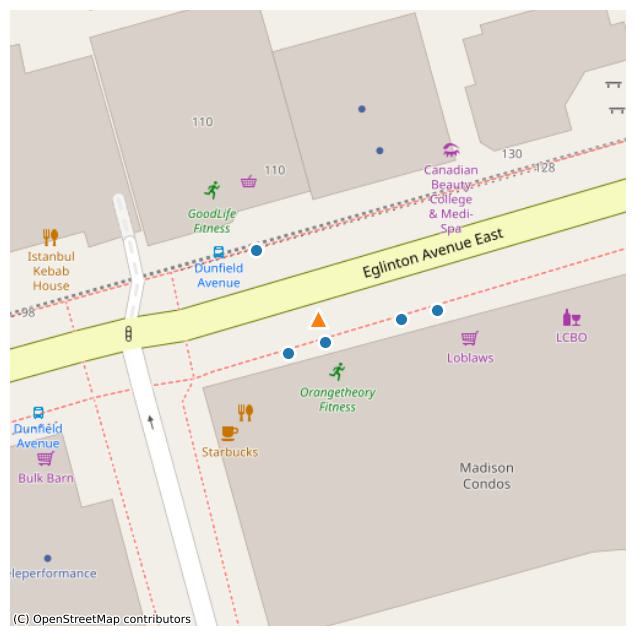 110
110
130
128
Canadian
Beauty
College
& Medi-
Spa
GoodLife
Fitness
Istanbul
Kebab
House
Dunfield
Avenue
Eglinton Avenue East
98
LCBO
Loblaws
Orangetheory
Fitness
Dunfield
Avenue
Starbucks
Bulk Barn
Madison
Condos
eleperformance
(C) OpenStreetMap contributors